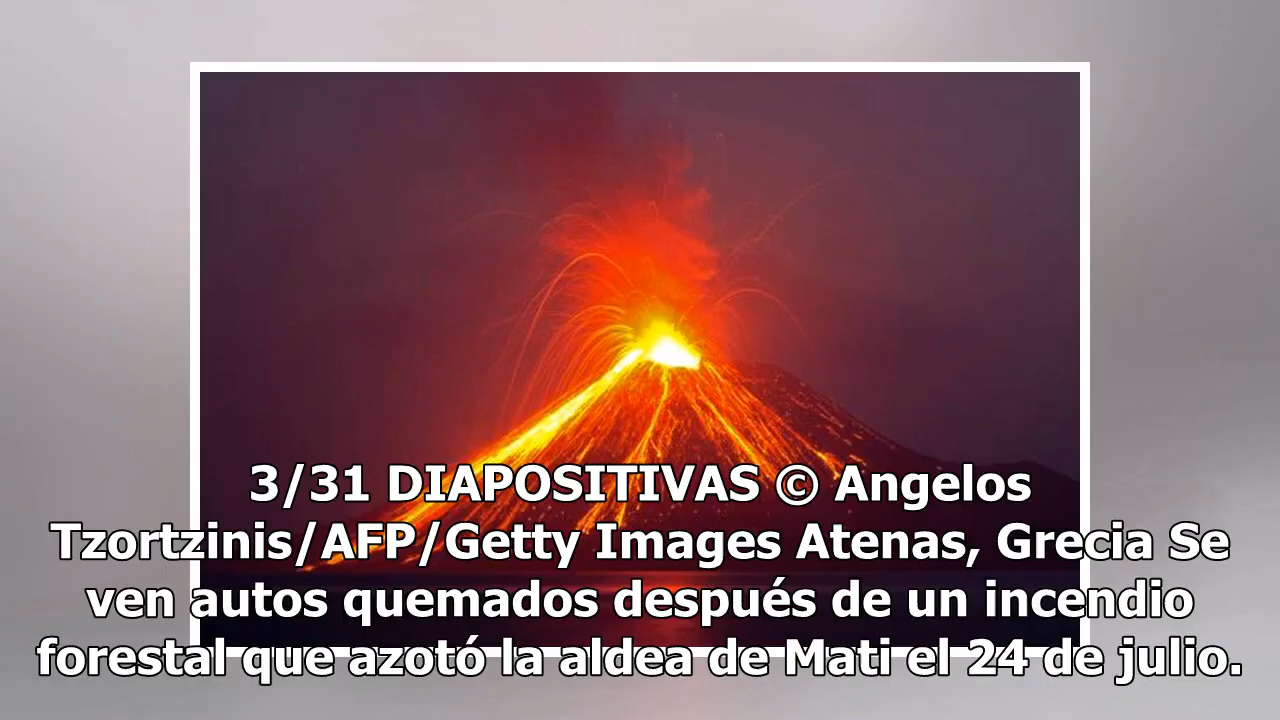 3/31 DIAPOSITIVAS © Angelos
Tzortzinis/AFP/Getty Images Atenas, Grecia Se
ven autos quemados después de un incendio
forestal que azotó la aldea de Mati el 24 de julio.